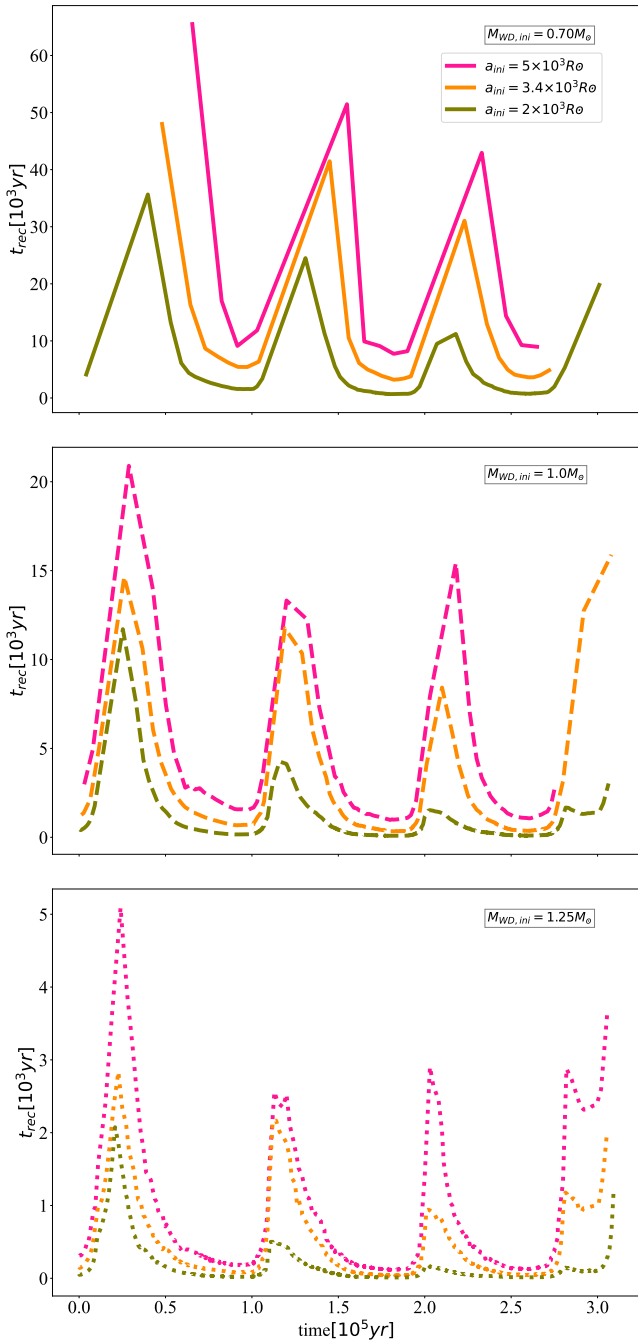 M_{WD,ini} = 0.70M_⊙
a_{ini} = 5×10^3R⊙
a_{ini} = 3.4×10^3R⊙
a_{ini} = 2×10^3R⊙
t_{rec}[10^3yr]
60
50
40
30
20
10
0
M_{WD,ini} = 1.0M_⊙
t_{rec}[10^3yr]
20
15
10
5
0
M_{WD,ini} = 1.25M_⊙
t_{rec}[10^3yr]
5
4
3
2
1
0
0.0 0.5 1.0 1.5 2.0 2.5 3.0
time[10^5yr]